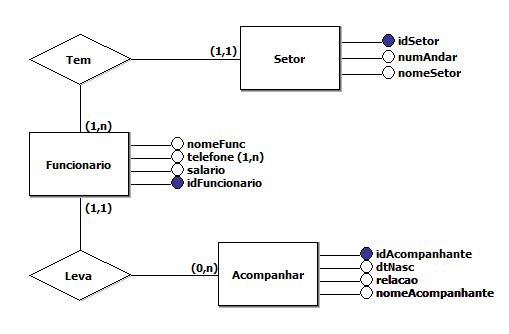 (1,1)
Setor
idSetor
numAndar
nomeSetor
Tem
(1,n)
Funcionario
nomeFunc
telefone (1,n)
salario
idFuncionario
(1,1)
Leva
(0,n)
Acompanhar
idAcompanhante
dtNasc
relacao
nomeAcompanhante